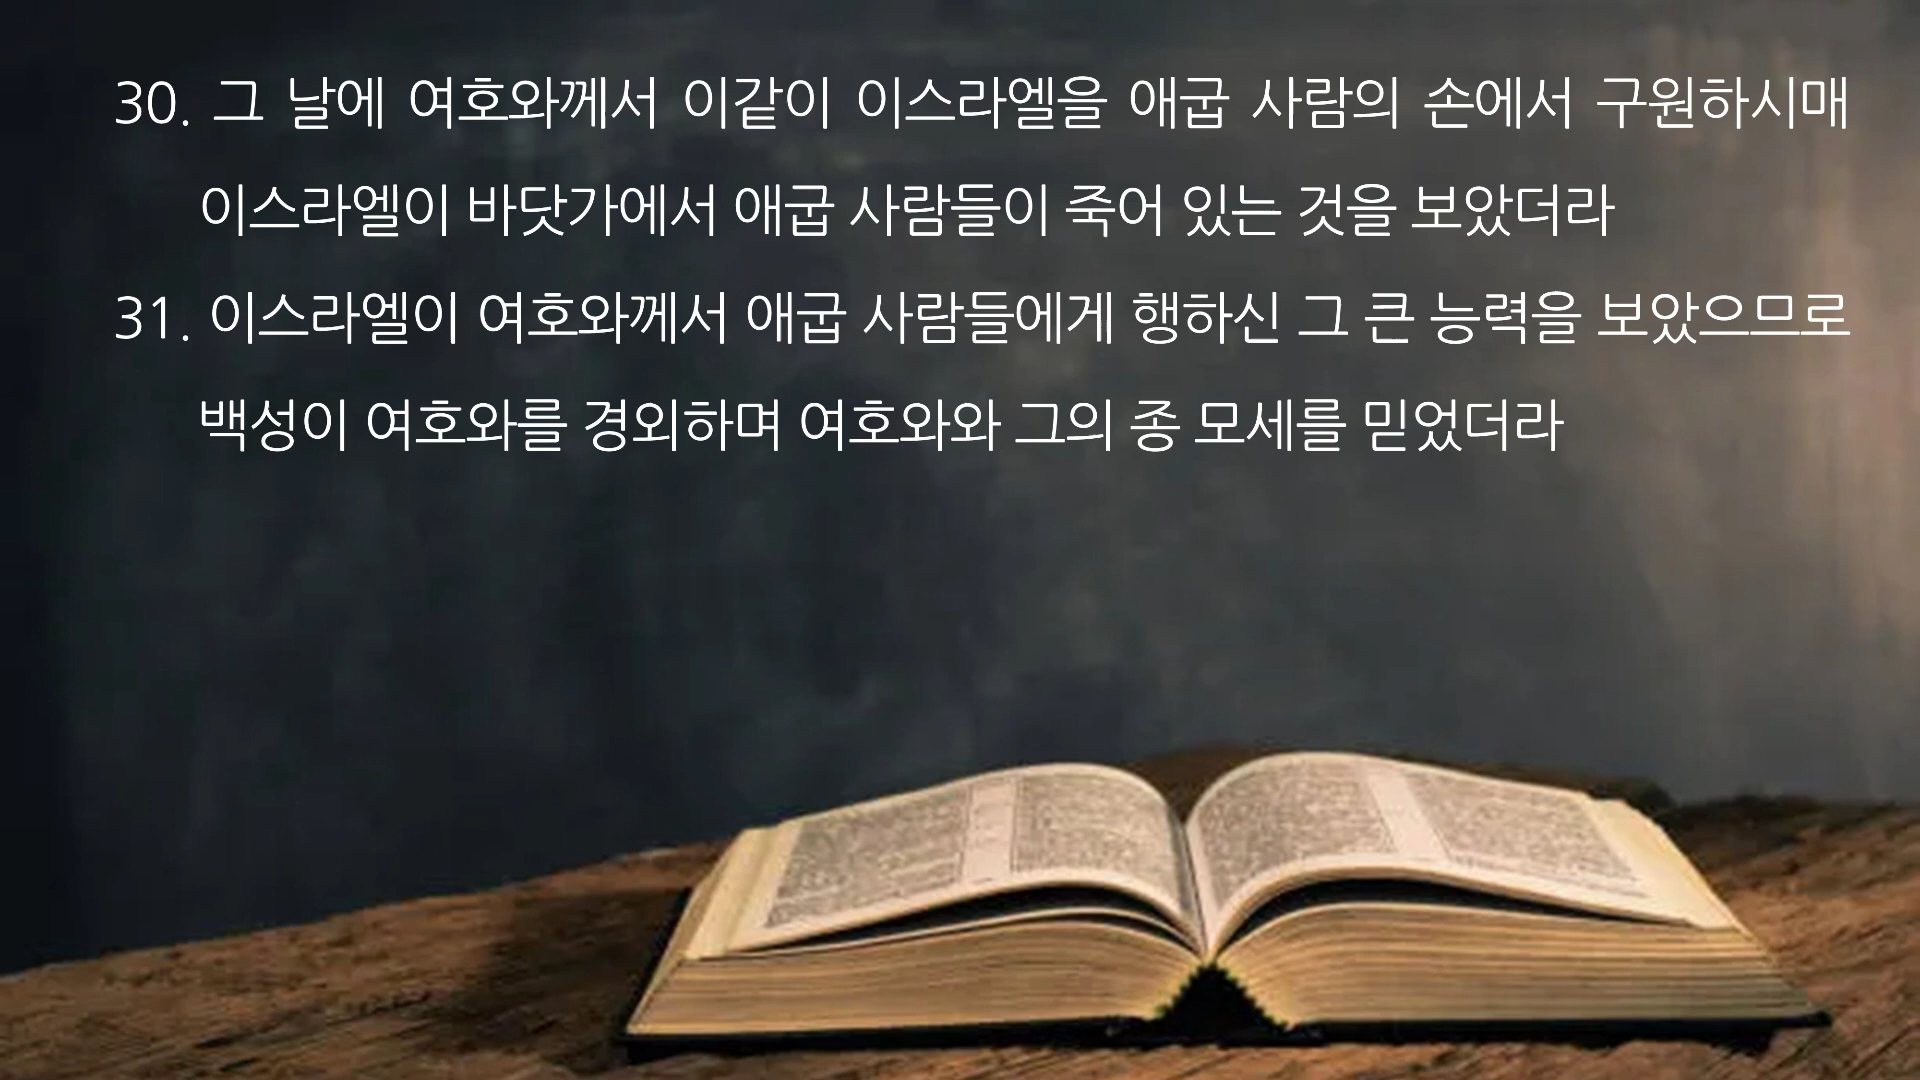 30. 그 날에 여호와께서 이같이 이스라엘을 애굽 사람의 손에서 구원하시매
이스라엘이 바닷가에서 애굽 사람들이 죽어 있는 것을 보았더라
31. 이스라엘이 여호와께서 애굽 사람들에게 행하신 그 큰 능력을 보았으므로
백성이 여호와를 경외하며 여호와와 그의 종 모세를 믿었더라